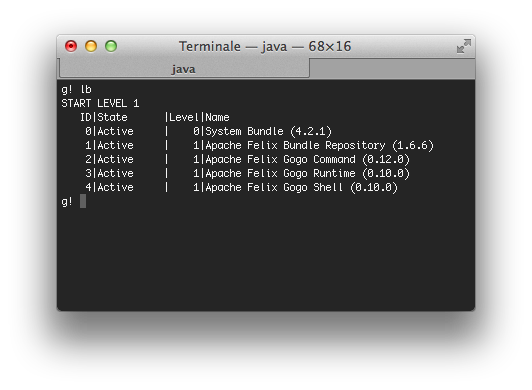 Terminale — java — 68×16
java
g! lb
START LEVEL 1
   ID|State      |Level|Name
    0|Active     |    0|System Bundle (4.2.1)
    1|Active     |    1|Apache Felix Bundle Repository (1.6.6)
    2|Active     |    1|Apache Felix Gogo Command (0.12.0)
    3|Active     |    1|Apache Felix Gogo Runtime (0.10.0)
    4|Active     |    1|Apache Felix Gogo Shell (0.10.0)
g!